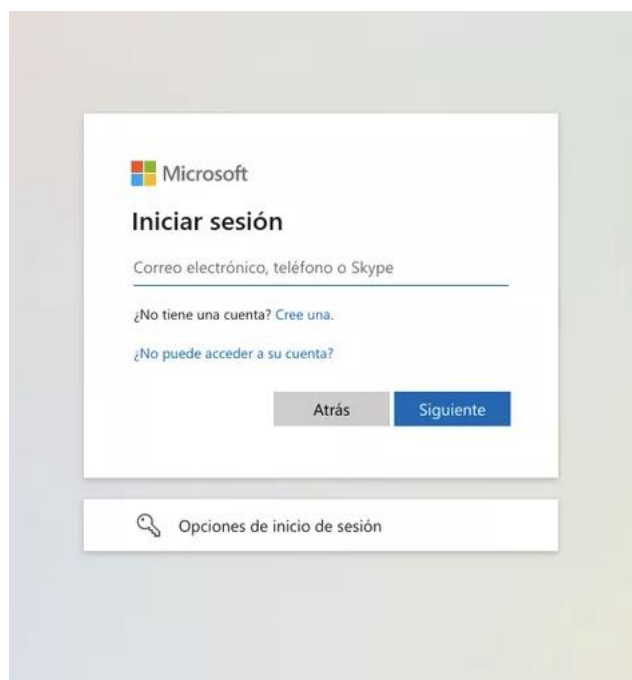 Microsoft
Iniciar sesión
Correo electrónico, teléfono o Skype
¿No tiene una cuenta? Cree una.
¿No puede acceder a su cuenta?
Atrás Siguiente
Opciones de inicio de sesión